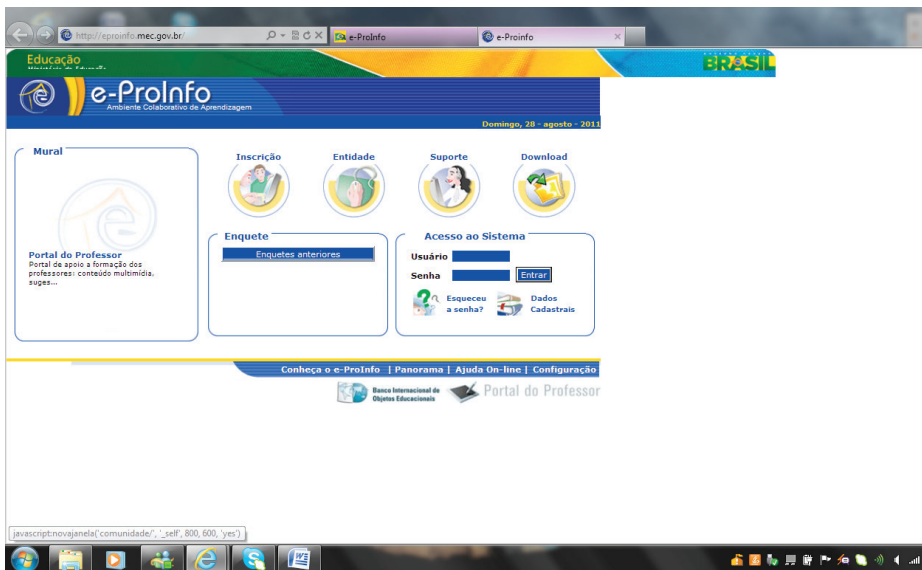 http://eproinfo.mec.gov.br/
e-ProInfo
e-Proinfo
Educação
Ministério da Educação
BRASIL
e-ProInfo
Ambiente Colaborativo de Aprendizagem
Domingo, 28 - agosto - 2011
Mural
Inscrição
Entidade
Suporte
Download
Portal do Professor
Portal de apoio a formação dos
professores: conteúdo multimídia,
suges...
Enquete
Enquetes anteriores
Acesso ao Sistema
Usuário
Senha
Entrar
Esqueceu
a senha?
Dados
Cadastrais
Conheça o e-ProInfo | Panorama | Ajuda On-line | Configuração
Banco Internacional de
Objetos Educacionais
Portal do Professor
javascript:novajanela('comunidade/', '_self', 800, 600, 'yes')